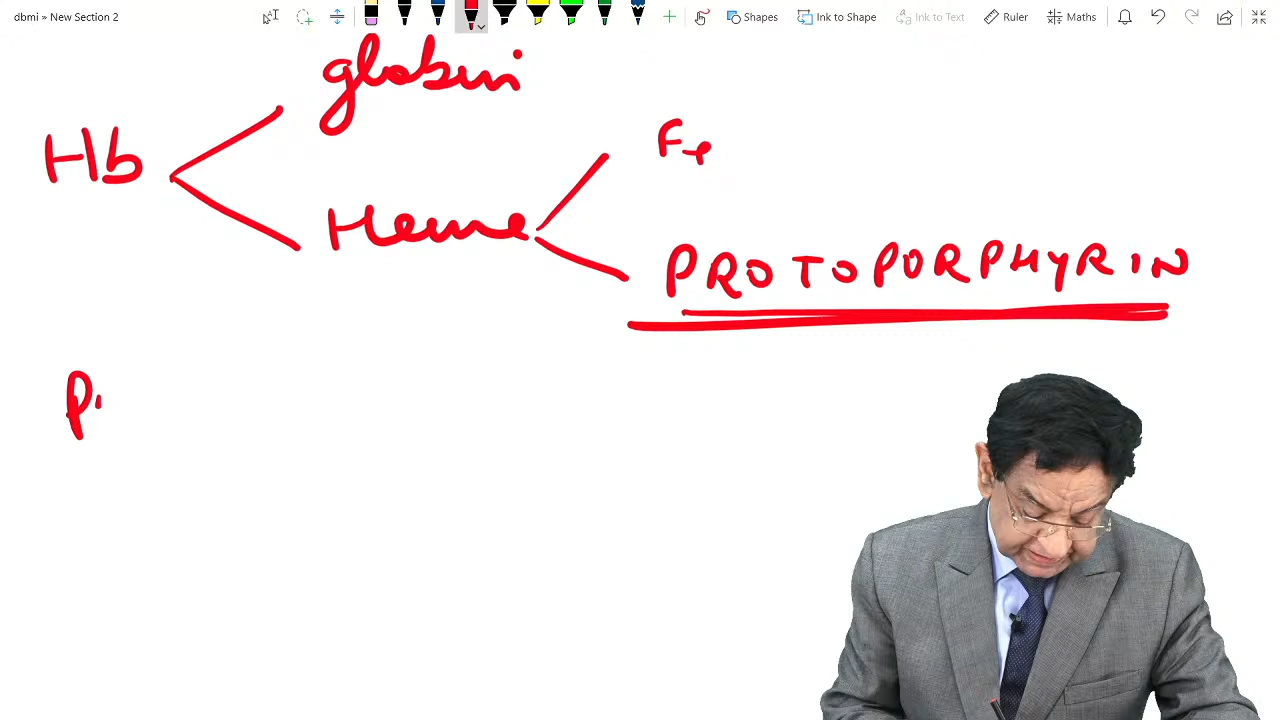 dbmi » New Section 2
Shapes
Ink to Shape
Ink to Text
Ruler
Maths
globin
Hb
Fe
Heme
PROTOPORPHYRIN